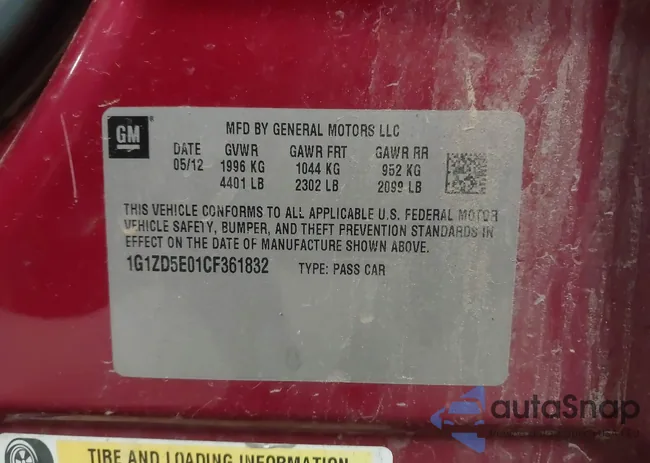 GM
MFD BY GENERAL MOTORS LLC
DATE GVWR GAWR FRT GAWR RR
05/12 1996 KG 1044 KG 952 KG
4401 LB 2302 LB 2099 LB
THIS VEHICLE CONFORMS TO ALL APPLICABLE U.S. FEDERAL MOTOR
VEHICLE SAFETY, BUMPER, AND THEFT PREVENTION STANDARDS IN
EFFECT ON THE DATE OF MANUFACTURE SHOWN ABOVE.
1G1ZD5E01CF361832 TYPE: PASS CAR
autoSnap
TIRE AND LOADING INFORMATION